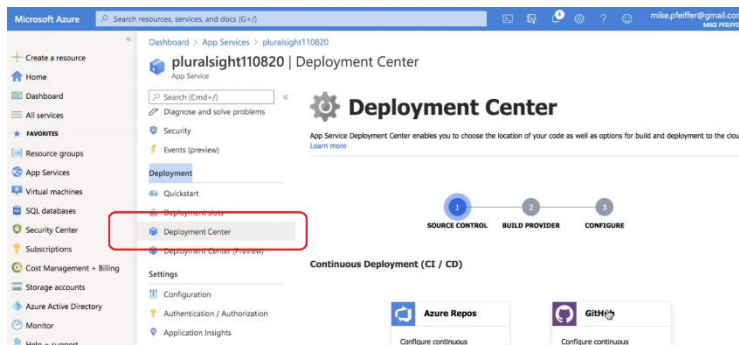 Microsoft Azure
Search resources, services, and docs (G+/)
mike.pfeiffer@gmail.com
Create a resource
Home
Dashboard
All services
FAVORITES
Resource groups
App Services
Virtual machines
SQL databases
Security Center
Subscriptions
Cost Management + Billing
Storage accounts
Azure Active Directory
Monitor
Help + support
Dashboard > App Services > pluralsight110820
pluralsight110820 | Deployment Center
App Service
Search (Cmd+/)
Diagnose and solve problems
Security
Events (preview)
Deployment
Quickstart
Deployment slots
Deployment Center
Deployment Center (Preview)
Settings
Configuration
Authentication / Authorization
Application Insights
Deployment Center
App Service Deployment Center enables you to choose the location of your code as well as options for build and deployment to the clou
Learn more
1 2 3
SOURCE CONTROL BUILD PROVIDER CONFIGURE
Continuous Deployment (CI / CD)
Azure Repos
Configure continuous
GitHub
Configure continuous